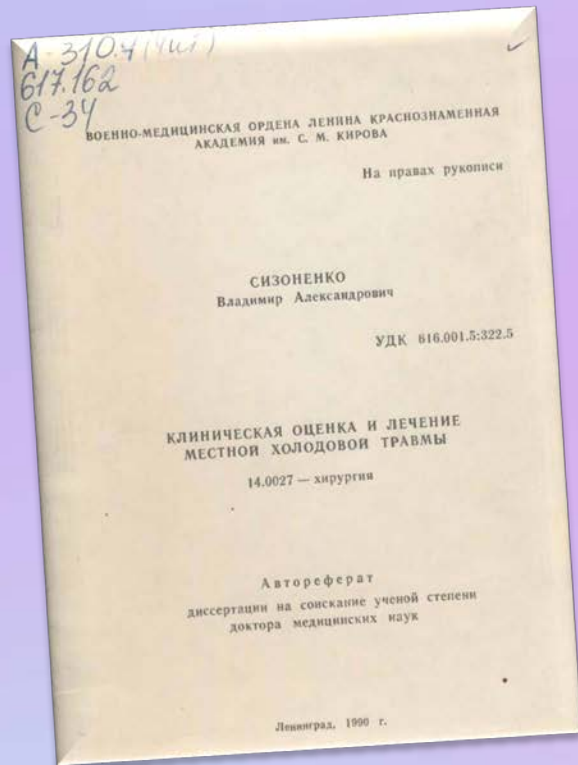 А-310.4(4и7)
617.162
С-34
ВОЕННО-МЕДИЦИНСКАЯ ОРДЕНА ЛЕНИНА КРАСНОЗНАМЕННАЯ
АКАДЕМИЯ им. С. М. КИРОВА
На правах рукописи
СИЗОНЕНКО
Владимир Александрович
УДК 616.001.5:322.5
КЛИНИЧЕСКАЯ ОЦЕНКА И ЛЕЧЕНИЕ
МЕСТНОЙ ХОЛОДОВОЙ ТРАВМЫ
14.0027 — хирургия
Автореферат
диссертации на соискание ученой степени
доктора медицинских наук
Ленинград, 1990 г.